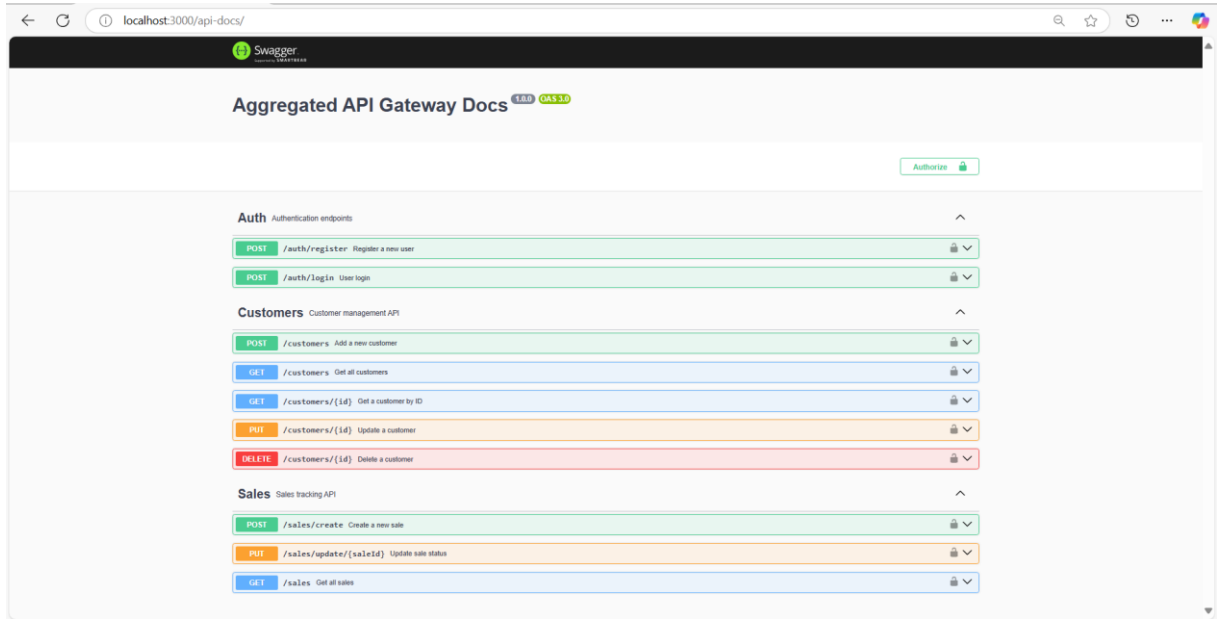 localhost:3000/api-docs/
Swagger.
Supported by SMARTBEAR
Aggregated API Gateway Docs 1.0.0 OAS 3.0
Authorize
Auth Authentication endpoints
POST /auth/register Register a new user
POST /auth/login User login
Customers Customer management API
POST /customers Add a new customer
GET /customers Get all customers
GET /customers/{id} Get a customer by ID
PUT /customers/{id} Update a customer
DELETE /customers/{id} Delete a customer
Sales Sales tracking API
POST /sales/create Create a new sale
PUT /sales/update/{saleId} Update sale status
GET /sales Get all sales